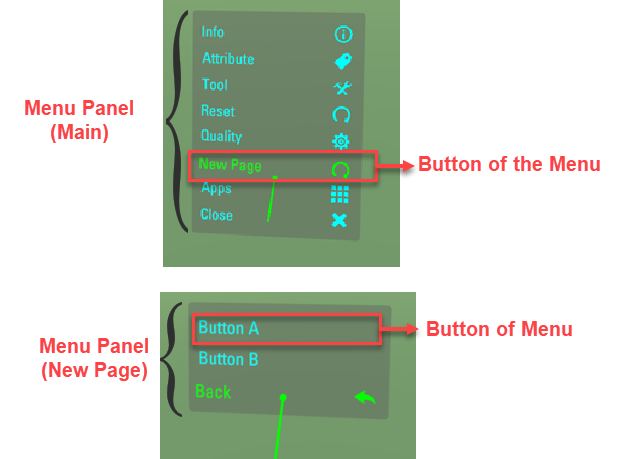 Info
Attribute
Tool
Reset
Quality
New Page
Apps
Close
Menu Panel
(Main)
Button of the Menu
Button A
Button B
Back
Menu Panel
(New Page)
Button of Menu